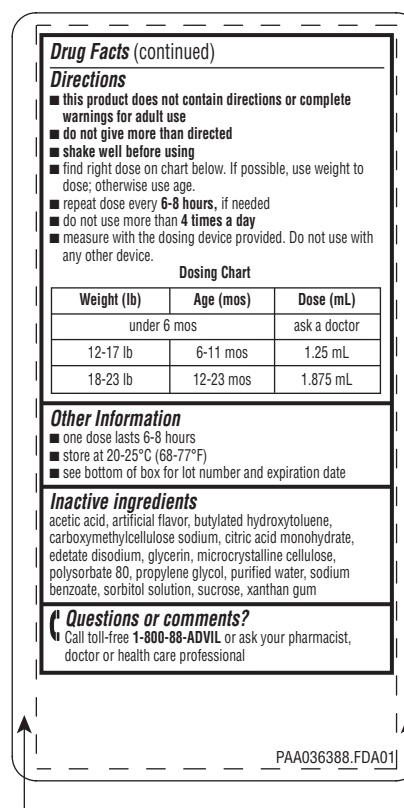 Drug Facts (continued)
Directions
■ this product does not contain directions or complete
warnings for adult use
■ do not give more than directed
■ shake well before using
■ find right dose on chart below. If possible, use weight to
dose; otherwise use age.
■ repeat dose every 6-8 hours, if needed
■ do not use more than 4 times a day
■ measure with the dosing device provided. Do not use with
any other device.
Dosing Chart
Weight (lb) Age (mos) Dose (mL)
under 6 mos ask a doctor
12-17 lb 6-11 mos 1.25 mL
18-23 lb 12-23 mos 1.875 mL
Other Information
■ one dose lasts 6-8 hours
■ store at 20-25°C (68-77°F)
■ see bottom of box for lot number and expiration date
Inactive ingredients
acetic acid, artificial flavor, butylated hydroxytoluene,
carboxymethylcellulose sodium, citric acid monohydrate,
edetate disodium, glycerin, microcrystalline cellulose,
polysorbate 80, propylene glycol, purified water, sodium
benzoate, sorbitol solution, sucrose, xanthan gum
Questions or comments?
Call toll-free 1-800-88-ADVIL or ask your pharmacist,
doctor or health care professional
PAA036388.FDA01